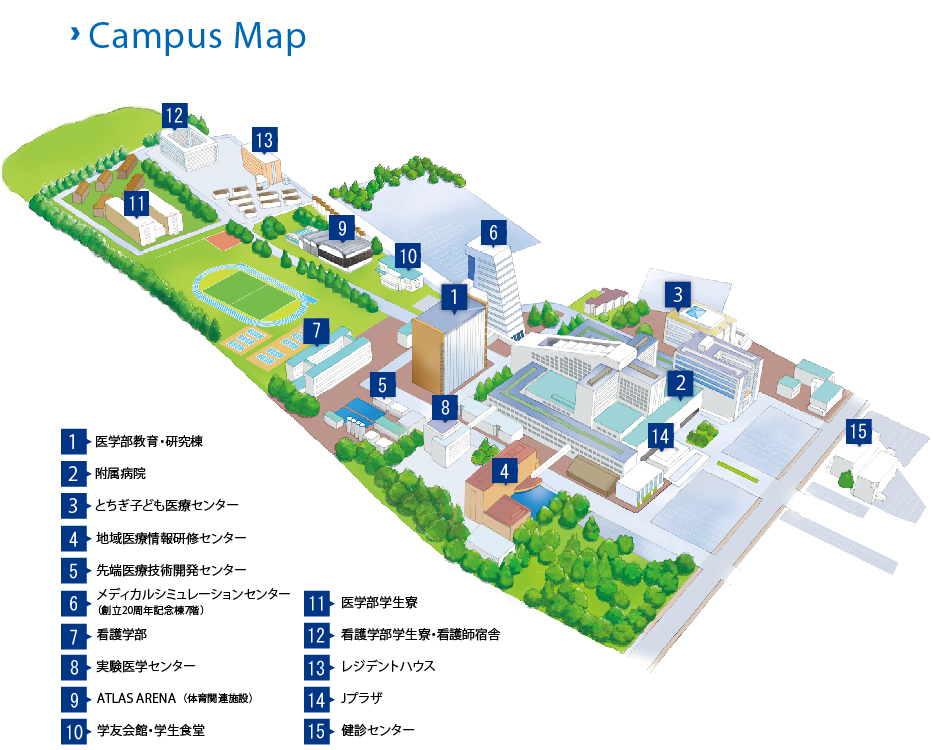 Campus Map
12
13
11
9
6
10
1
3
7
5
2
8
14
15
4
1 医学部教育・研究棟
2 附属病院
3 とちぎ子ども医療センター
4 地域医療情報研修センター
5 先端医療技術開発センター
6 メディカルシミュレーションセンター
（創立20周年記念棟7階）
7 看護学部
8 実験医学センター
9 ATLAS ARENA（体育関連施設）
10 学友会館・学生食堂
11 医学部学生寮
12 看護学部学生寮・看護師宿舎
13 レジデントハウス
14 Jプラザ
15 健診センター